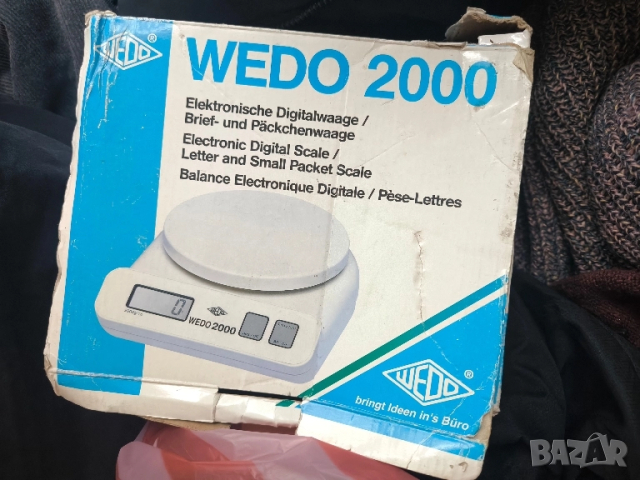 WEDO ®
WEDO 2000
Elektronische Digitalwaage /
Brief- und Päckchenwaage
Electronic Digital Scale /
Letter and Small Packet Scale
Balance Electronique Digitale / Pèse-Lettres
0
WEDO
WEDO 2000
WEDO ®
bringt Ideen in's Büro
BAZAR